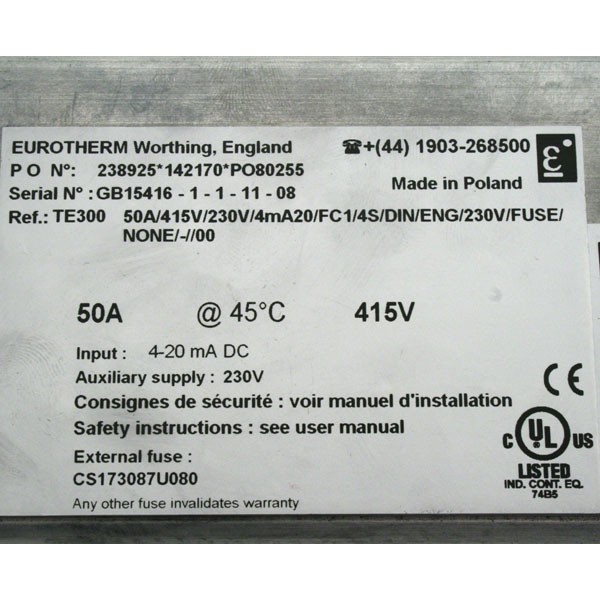 EUROTHERM Worthing, England ☎+(44) 1903-268500
P O Nº: 238925*142170*PO80255
Serial Nº : GB15416 - 1 - 1 - 11 - 08 Made in Poland
Ref.: TE300 50A/415V/230V/4mA20/FC1/4S/DIN/ENG/230V/FUSE/
NONE/-//00
50A @ 45°C 415V
Input : 4-20 mA DC
Auxiliary supply : 230V
CE
Consignes de sécurité : voir manuel d'installation
Safety instructions : see user manual
C UL US
External fuse :
LISTED
CS173087U080
IND. CONT. EQ.
74B5
Any other fuse invalidates warranty